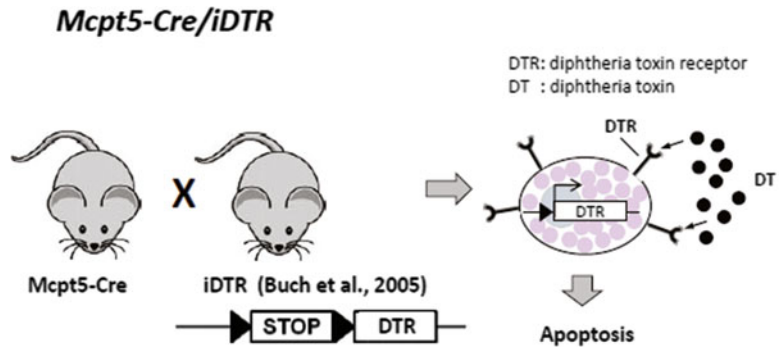 Mcpt5-Cre/iDTR
DTR: diphtheria toxin receptor
DT : diphtheria toxin
DTR
X
DT
DTR
Mcpt5-Cre
iDTR (Buch et al., 2005)
STOP
DTR
Apoptosis